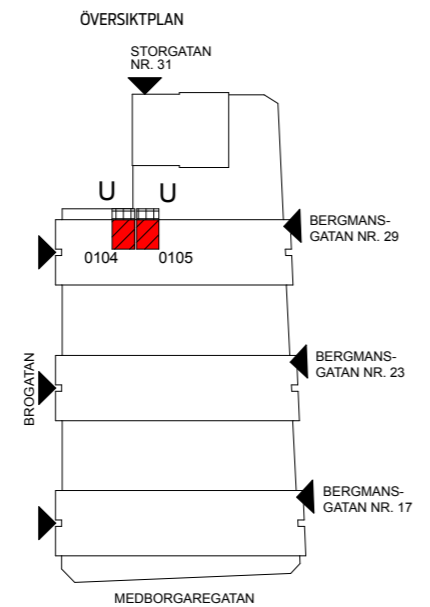 ÖVERSIKTPLAN
STORGATAN
NR. 31
U U
BERGMANS-
GATAN NR. 29
0104 0105
BERGMANS-
GATAN NR. 23
BROGATAN
BERGMANS-
GATAN NR. 17
MEDBORGAREGATAN